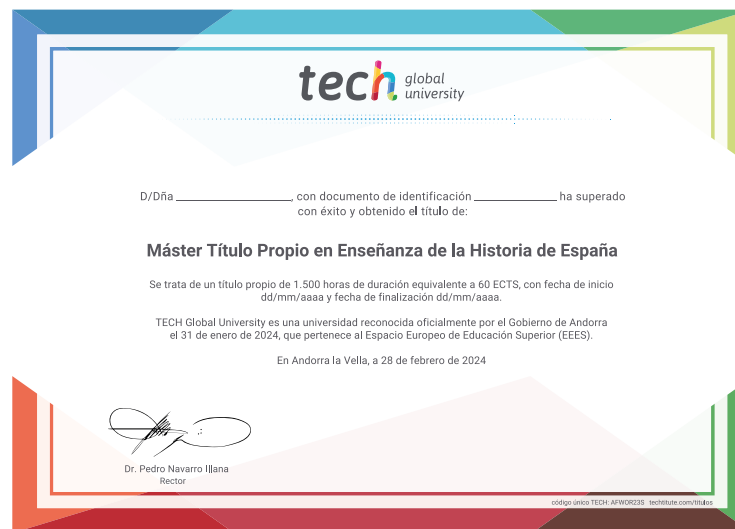 tech global university
D/Dña ____________________, con documento de identificación ______________ ha superado
con éxito y obtenido el título de:
Máster Título Propio en Enseñanza de la Historia de España
Se trata de un título propio de 1.500 horas de duración equivalente a 60 ECTS, con fecha de inicio
dd/mm/aaaa y fecha de finalización dd/mm/aaaa.
TECH Global University es una universidad reconocida oficialmente por el Gobierno de Andorra
el 31 de enero de 2024, que pertenece al Espacio Europeo de Educación Superior (EEES).
En Andorra la Vella, a 28 de febrero de 2024
Dr. Pedro Navarro Illana
Rector
código único TECH: AFWOR23S techtitute.com/titulos